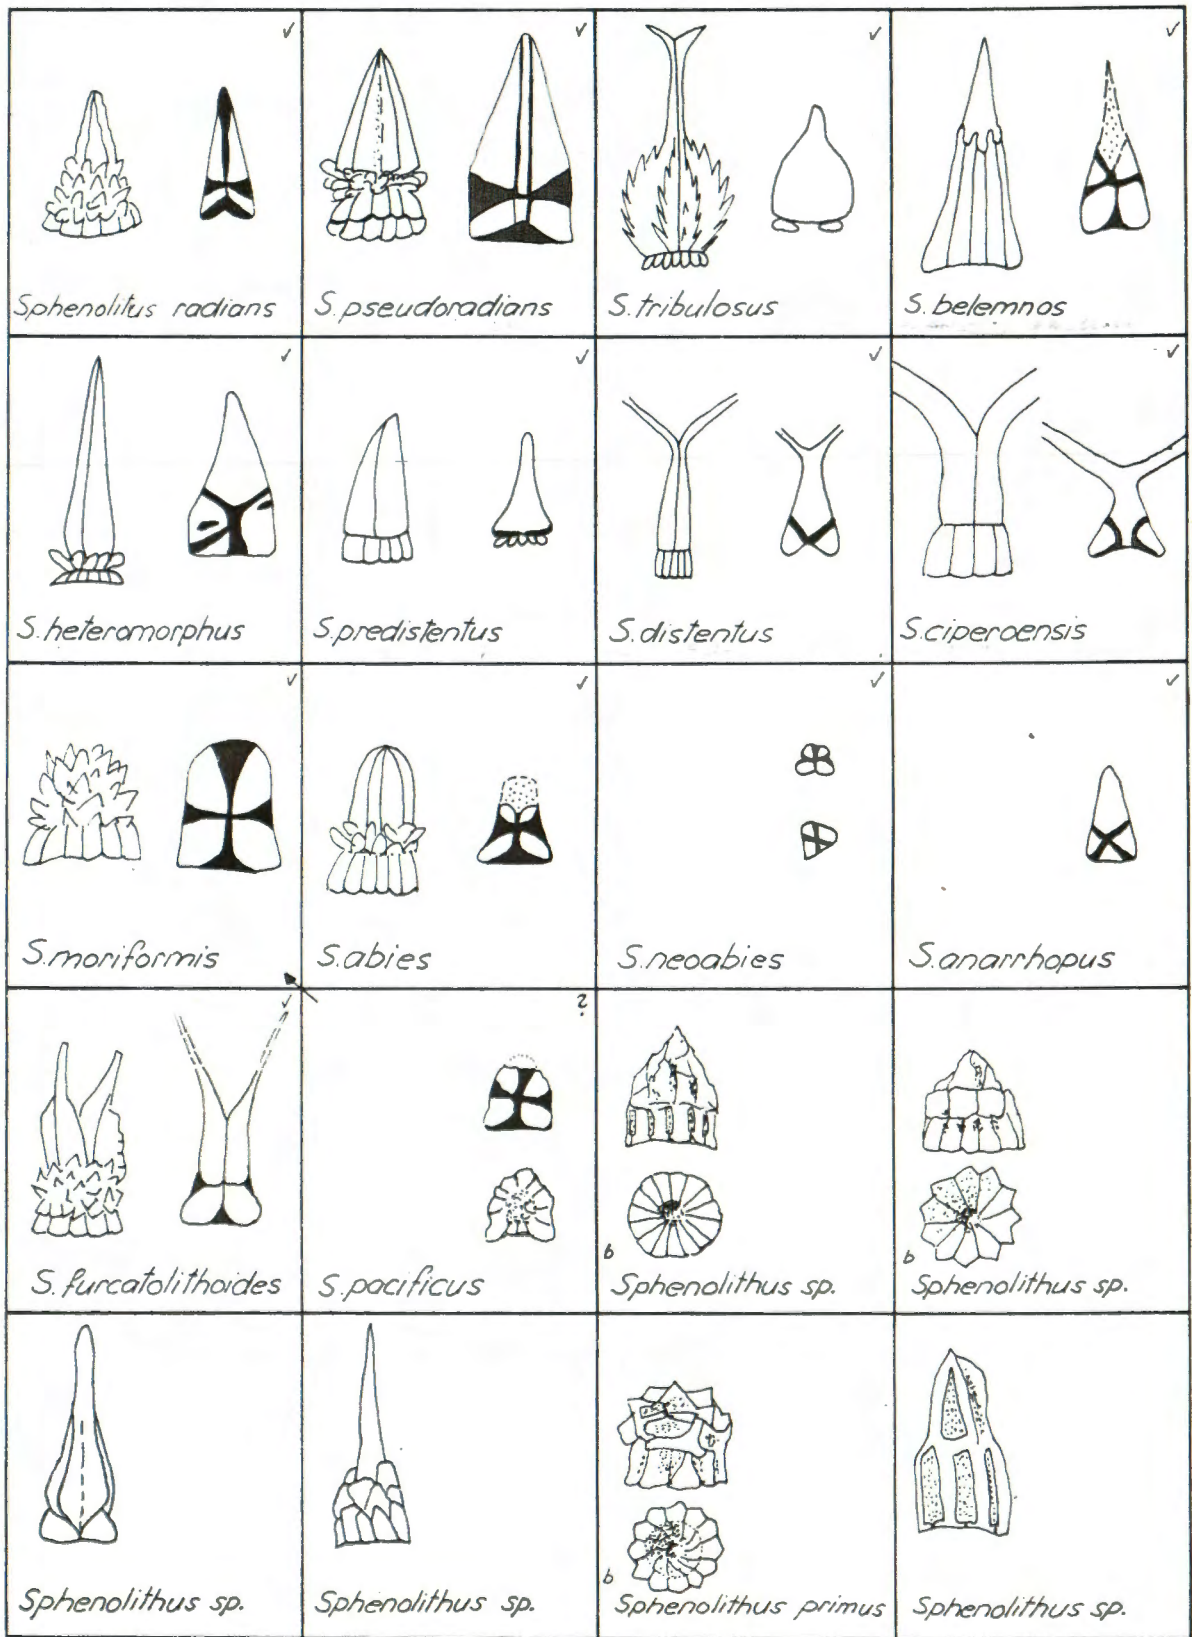 ✓ ✓ ✓ ✓
Sphenolitus radians S. pseudoradians S. tribulosus S. belemnos
✓ ✓ ✓ ✓
S. heteromorphus S. predistentus S. distentus S. ciperoensis
✓ ✓ ✓ ✓
S. moriformis S. abies S. neoabies S. anarrhopus
✓ ?
b b
S. furcatolithoides S. pacificus Sphenolithus sp. Sphenolithus sp.
b
Sphenolithus sp. Sphenolithus sp. Sphenolithus primus Sphenolithus sp.